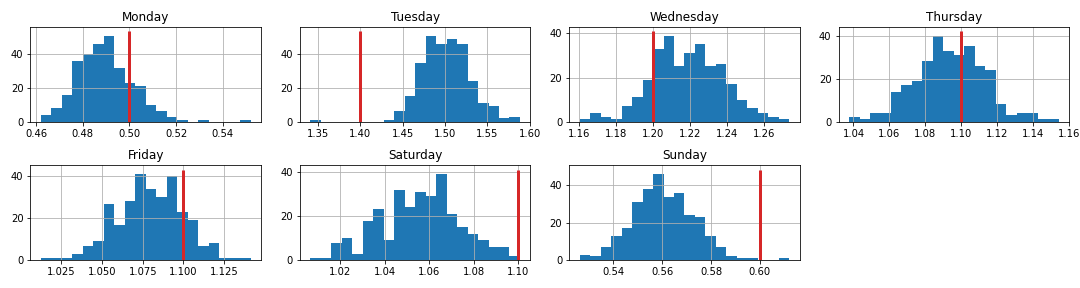 Monday Tuesday Wednesday Thursday
40 20 0 40 20 0 40 20 0 40 20 0
0.46 0.48 0.50 0.52 0.54 1.35 1.40 1.45 1.50 1.55 1.60 1.16 1.18 1.20 1.22 1.24 1.26 1.04 1.06 1.08 1.10 1.12 1.14 1.16
Friday Saturday Sunday
40 20 0 40 20 0 40 20 0
1.025 1.050 1.075 1.100 1.125 1.02 1.04 1.06 1.08 1.10 0.54 0.56 0.58 0.60